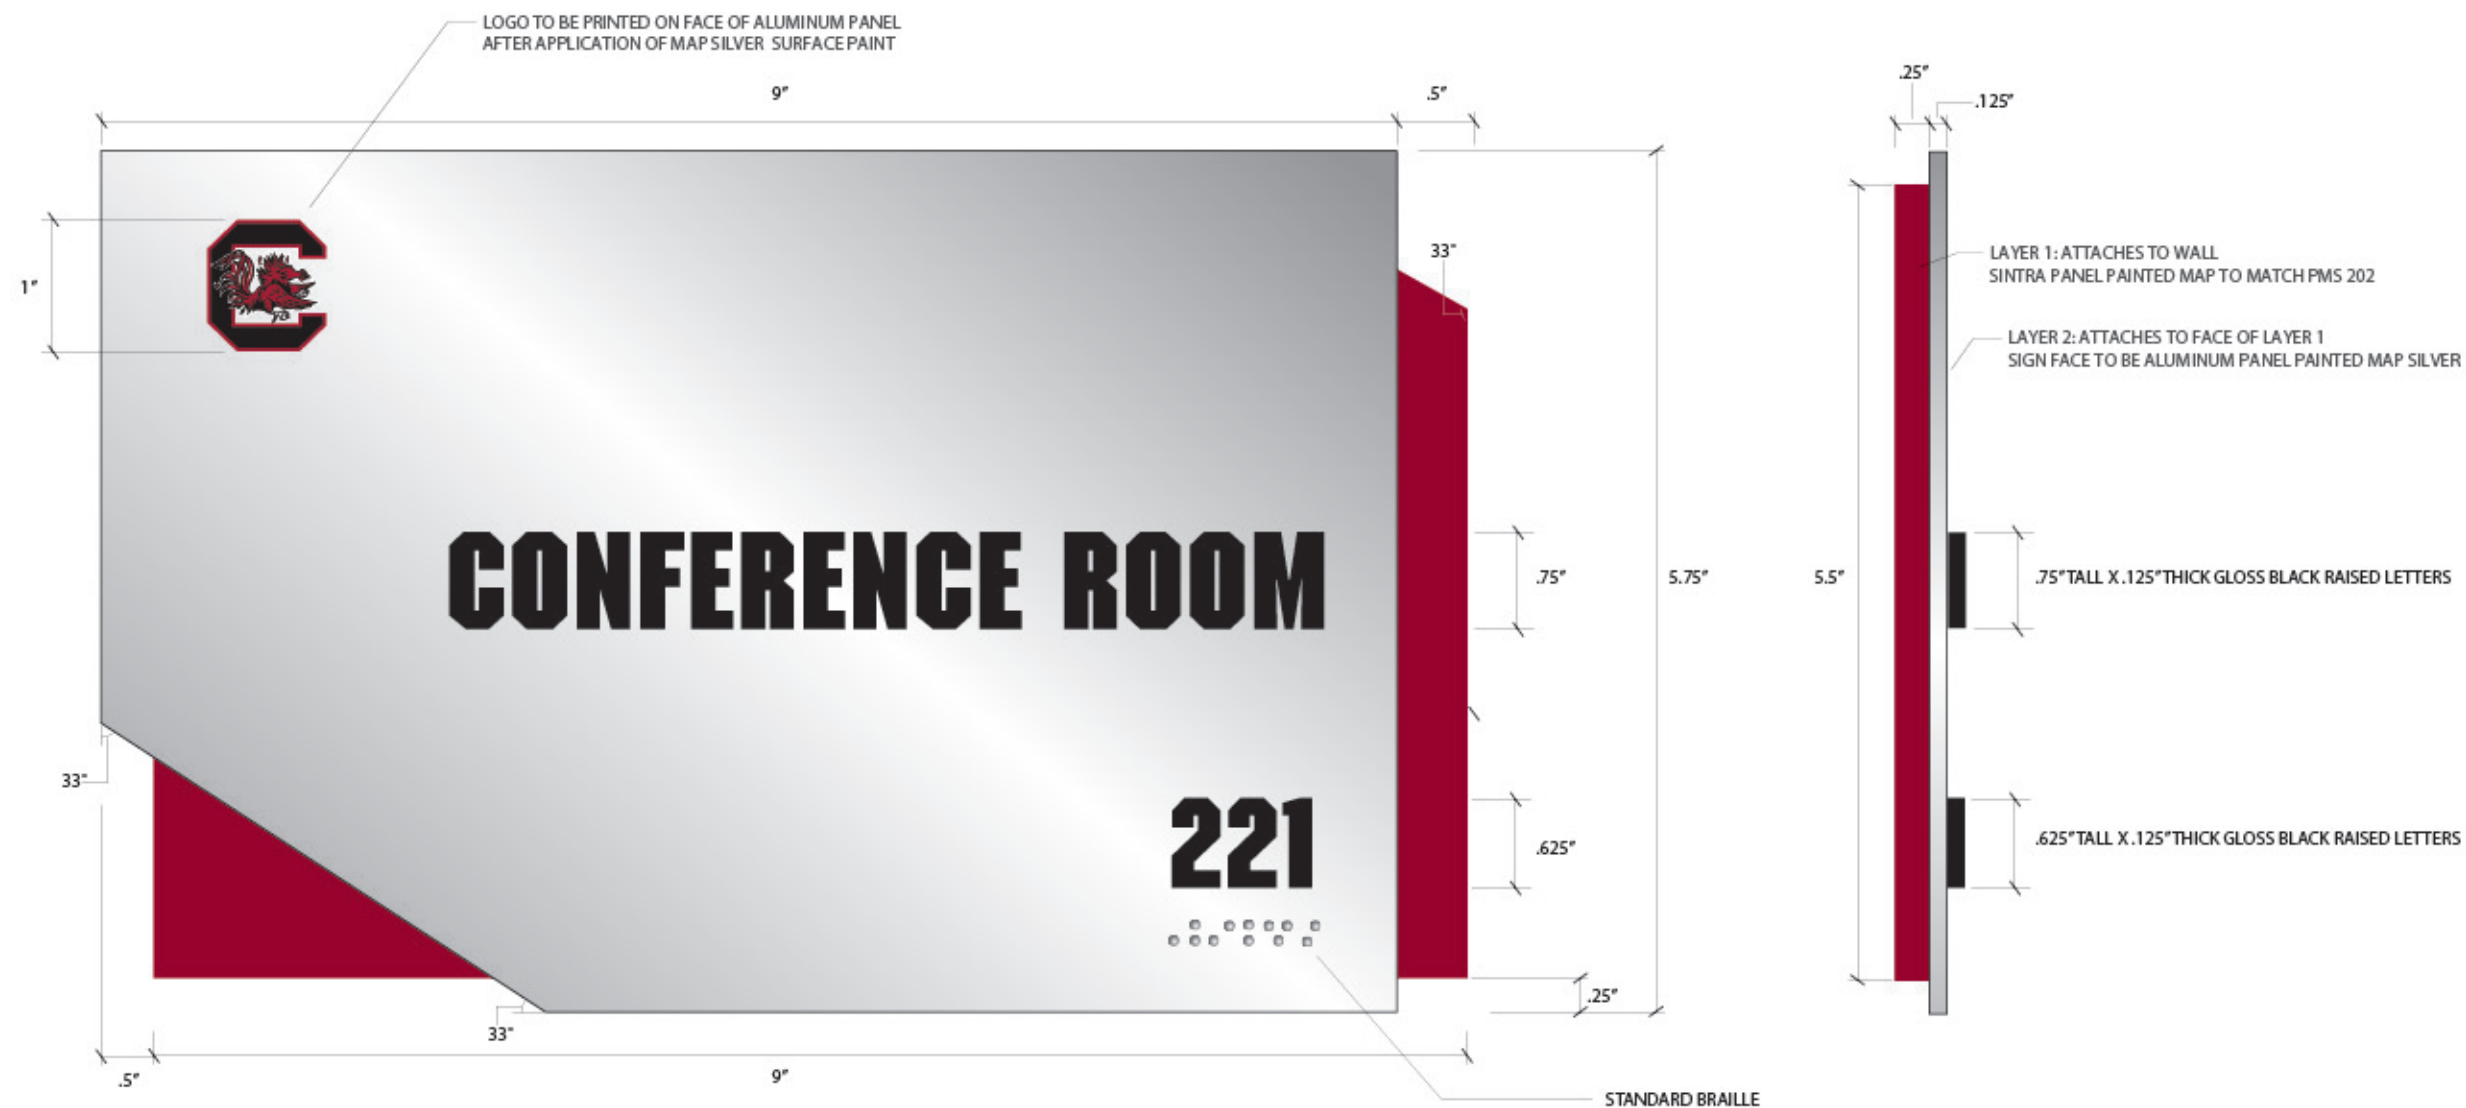 LOGO TO BE PRINTED ON FACE OF ALUMINUM PANEL
AFTER APPLICATION OF MAP SILVER SURFACE PAINT
9"
.5"
.25"
.125"
C
1"
33"
LAYER 1: ATTACHES TO WALL
SINTRA PANEL PAINTED MAP TO MATCH PMS 202
LAYER 2: ATTACHES TO FACE OF LAYER 1
SIGN FACE TO BE ALUMINUM PANEL PAINTED MAP SILVER
CONFERENCE ROOM
.75"
5.75"
5.5"
.75" TALL X .125" THICK GLOSS BLACK RAISED LETTERS
33"
221
.625"
.625" TALL X .125" THICK GLOSS BLACK RAISED LETTERS
.25"
33"
.5"
9"
STANDARD BRAILLE